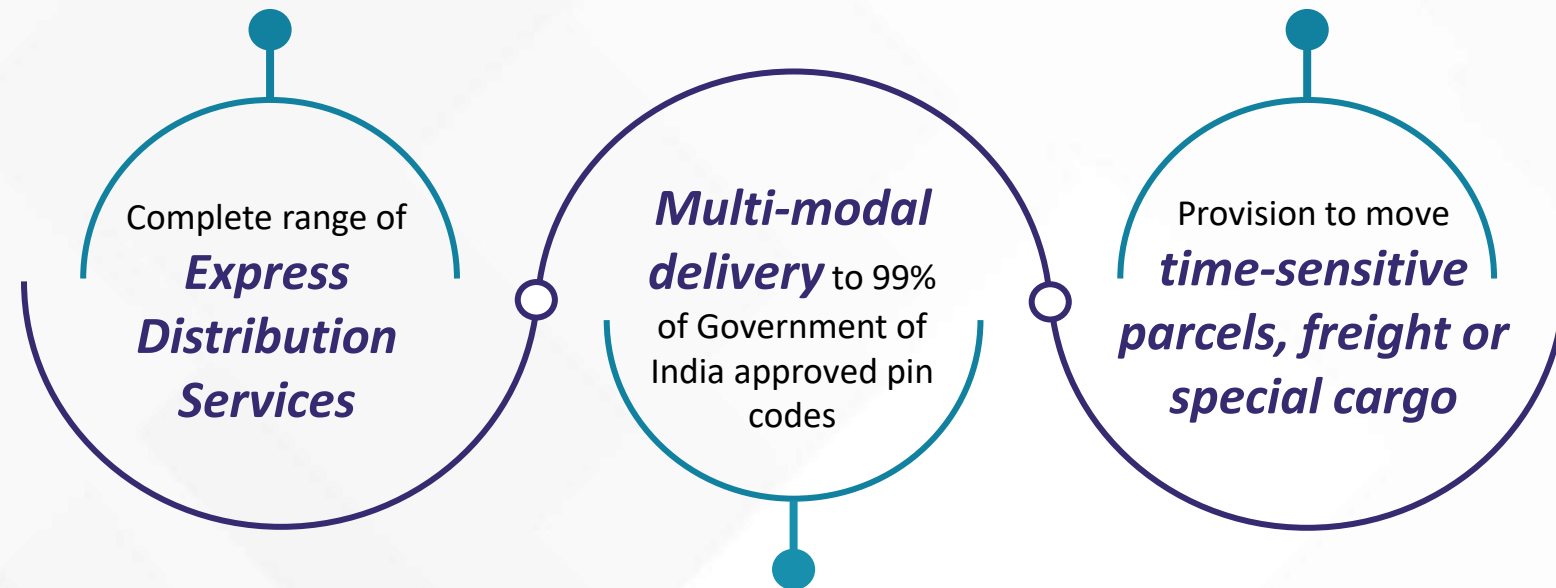 Complete range of
Express
Distribution
Services
Multi-modal
delivery to 99%
of Government of
India approved pin
codes
Provision to move
time-sensitive
parcels, freight or
special cargo